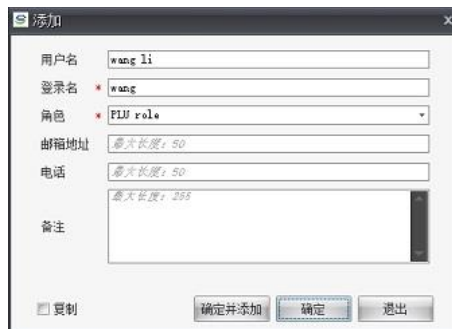 添加
用户名 wang li
登录名 * wang
角色 * PLU role
邮箱地址 最大长度：50
电话 最大长度：50
最大长度：255
备注
复制 确定并添加 确定 退出